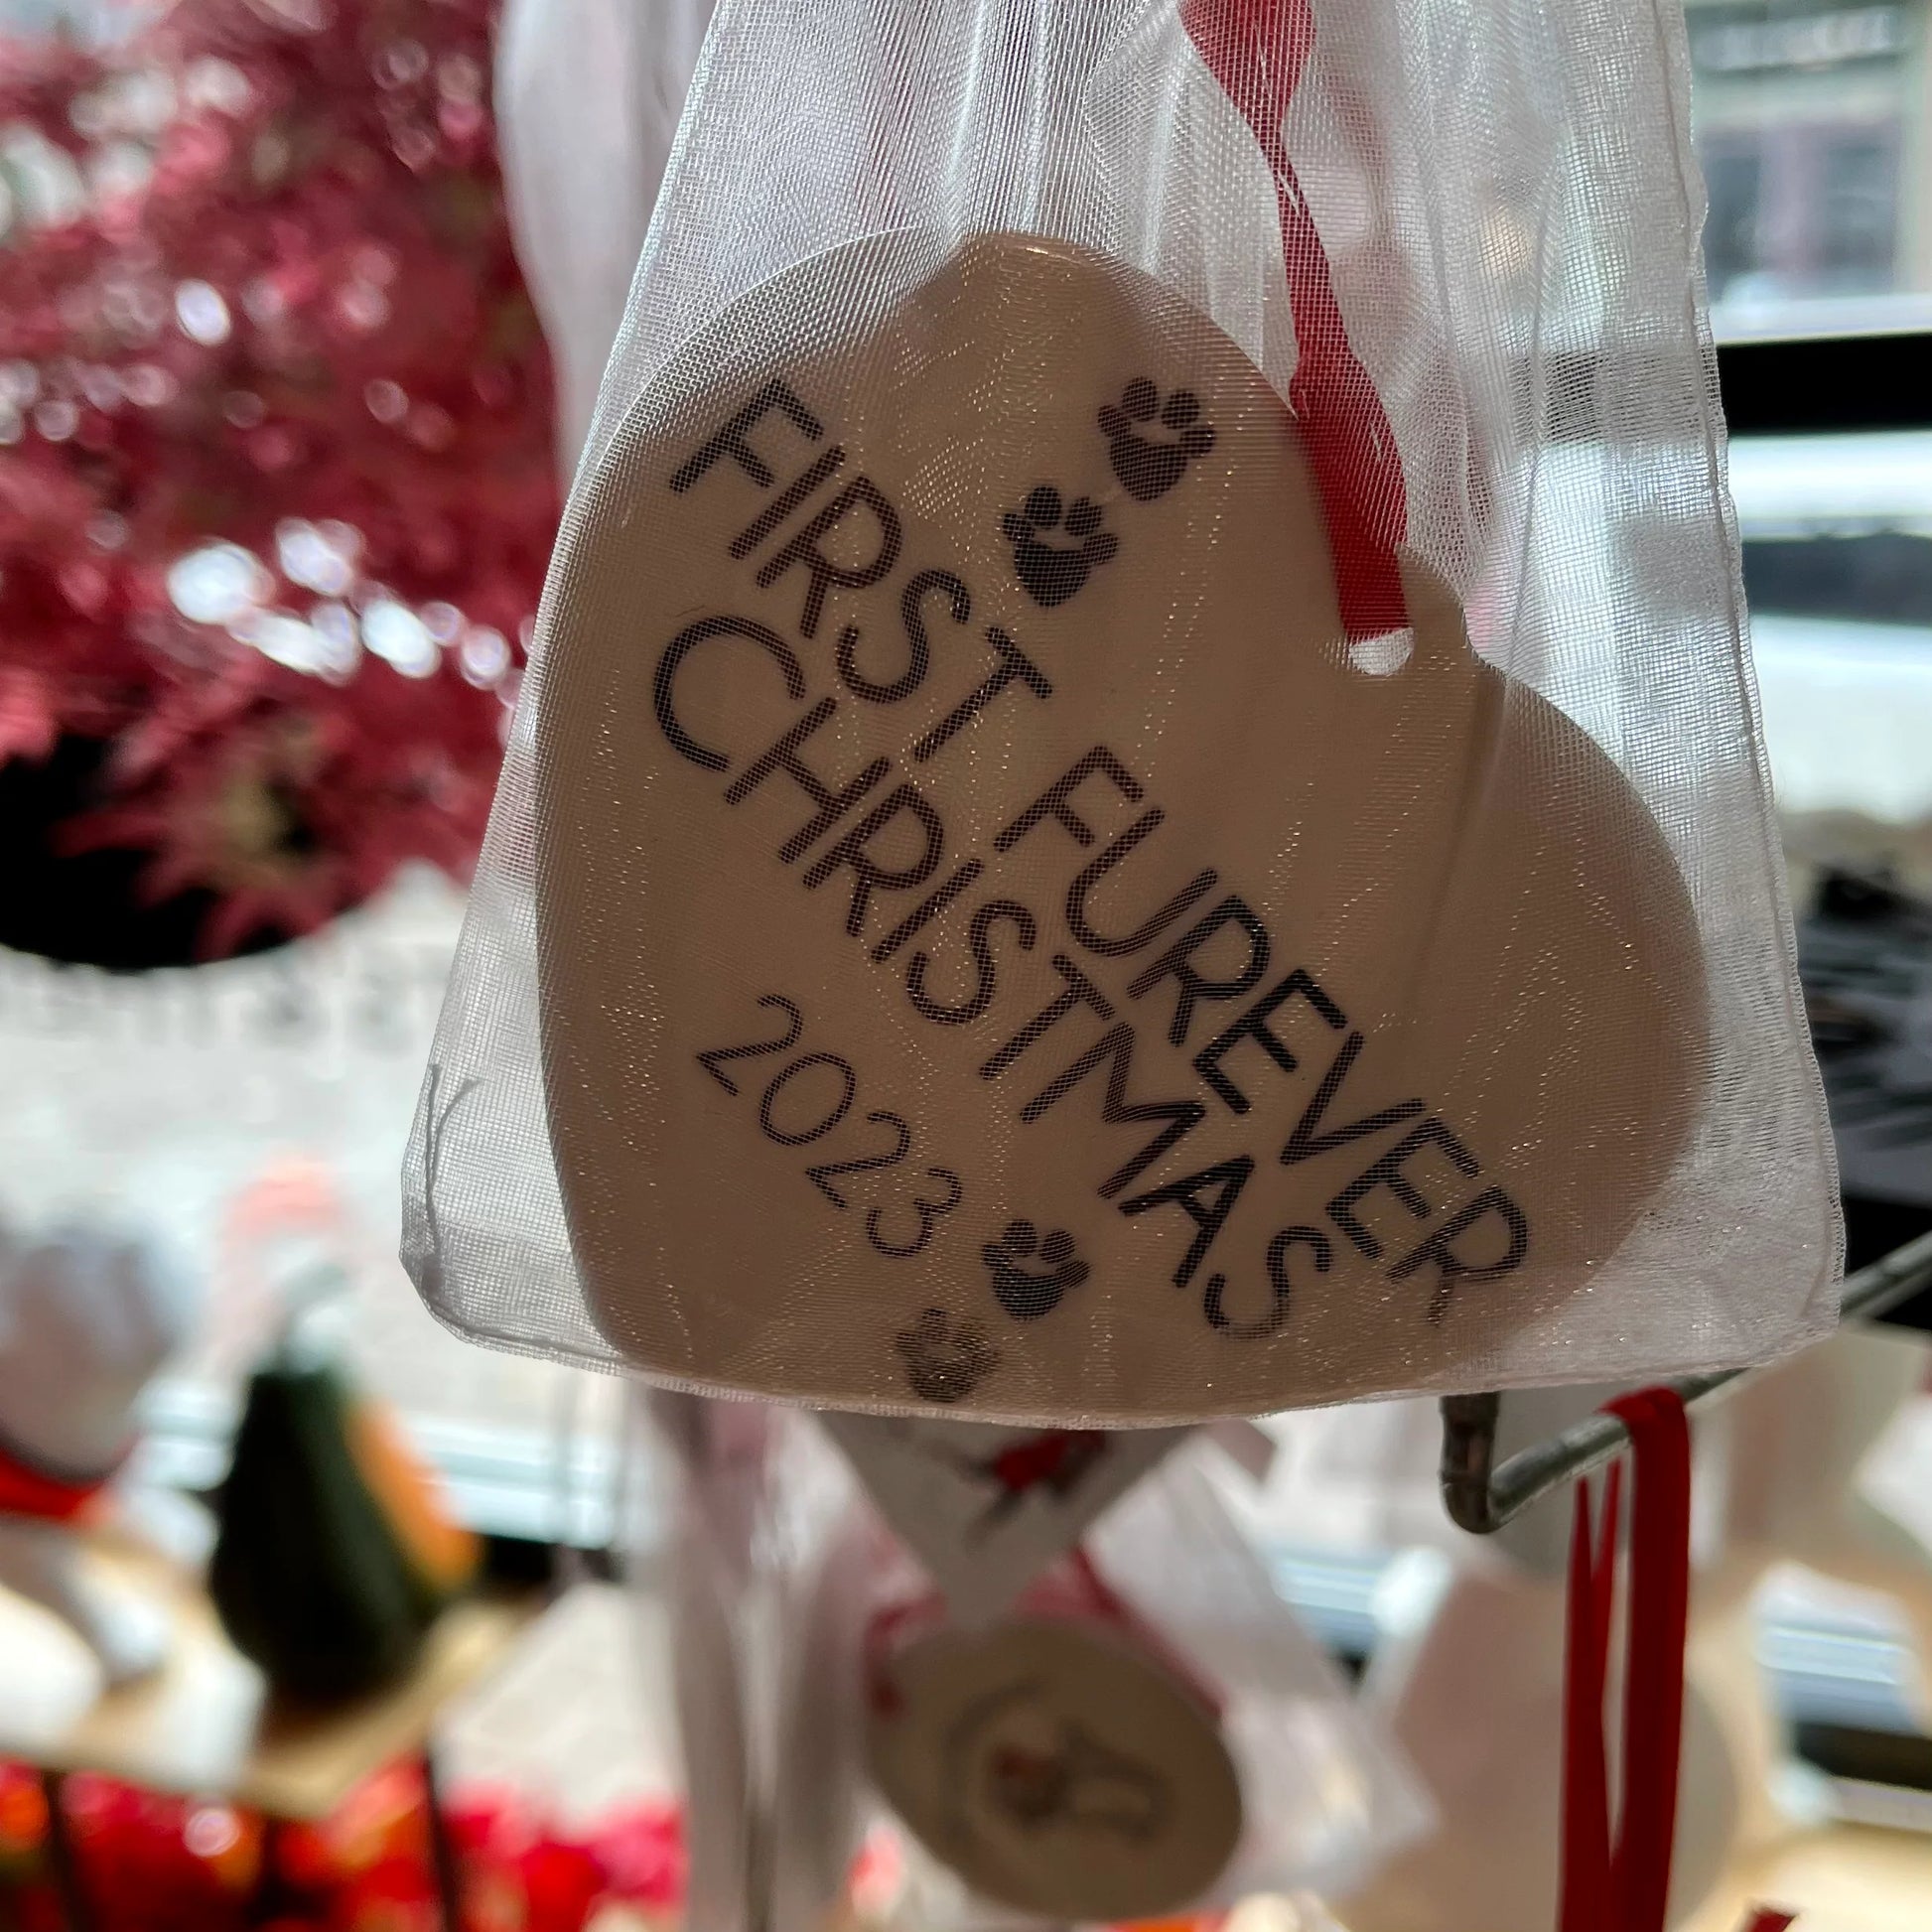 FIRST FUREVER
CHRISTMAS
2023